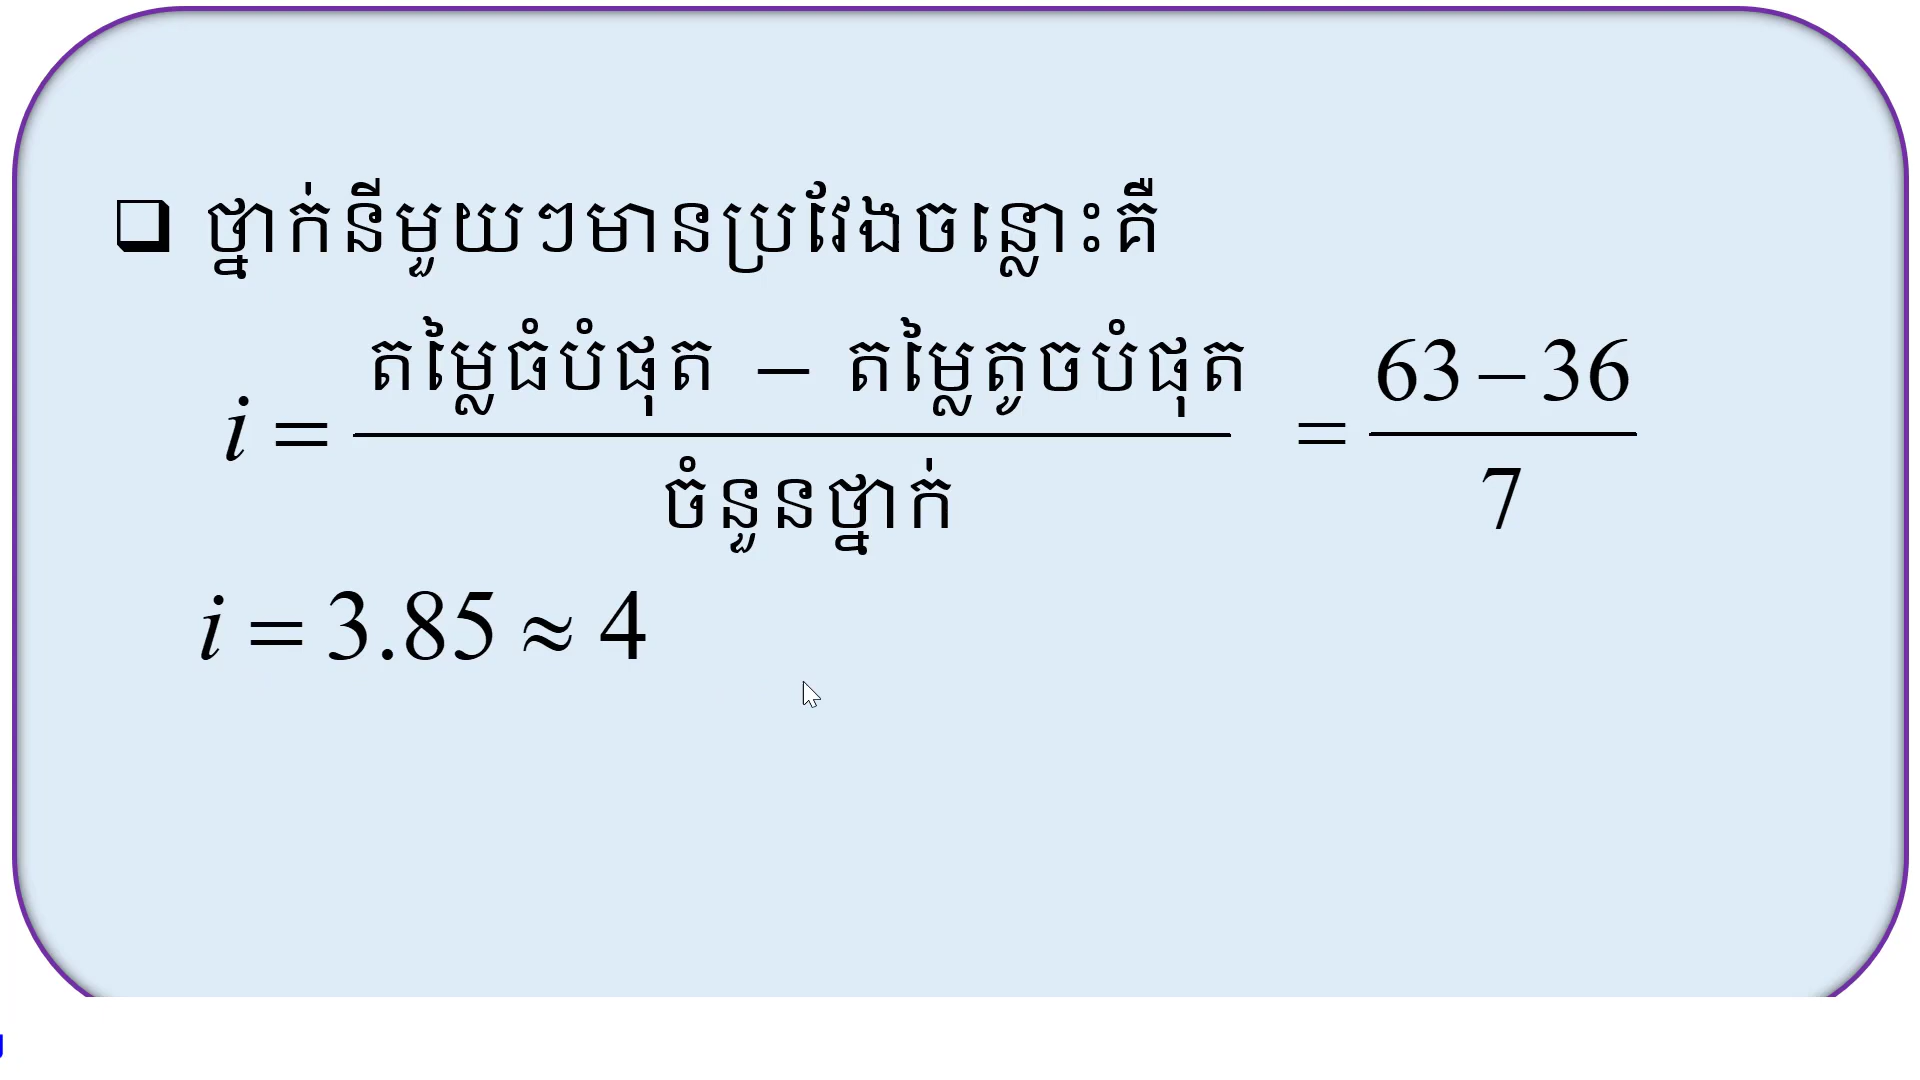 ❑ ថ្នាក់នីមួយៗមានប្រវែងចន្លោះគឺ
i = (តម្លៃធំបំផុត − តម្លៃតូចបំផុត) / ចំនួនថ្នាក់ = (63 − 36) / 7
i = 3.85 ≈ 4